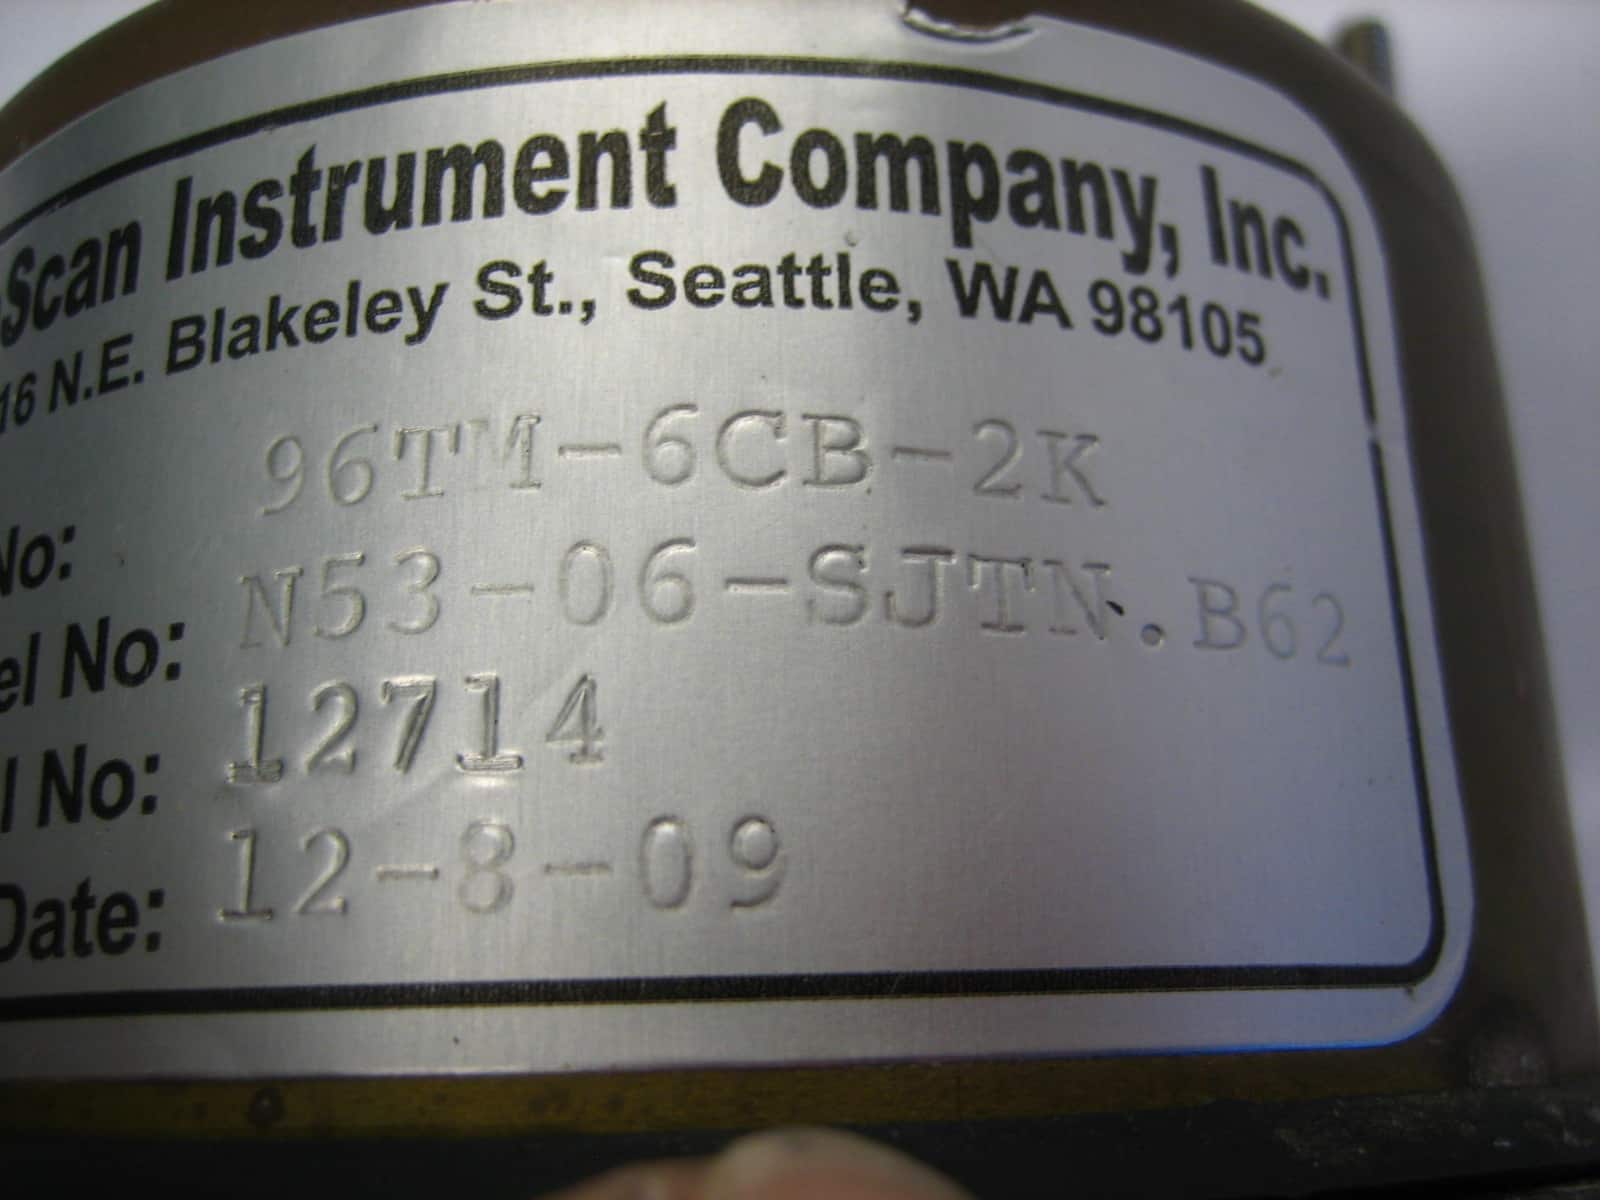 Scan Instrument Company, Inc.
16 N.E. Blakeley St., Seattle, WA 98105
96TM-6CB-2K
No:
N53-06-SJTN.B62
el No:
12714
l No:
12-8-09
Date: